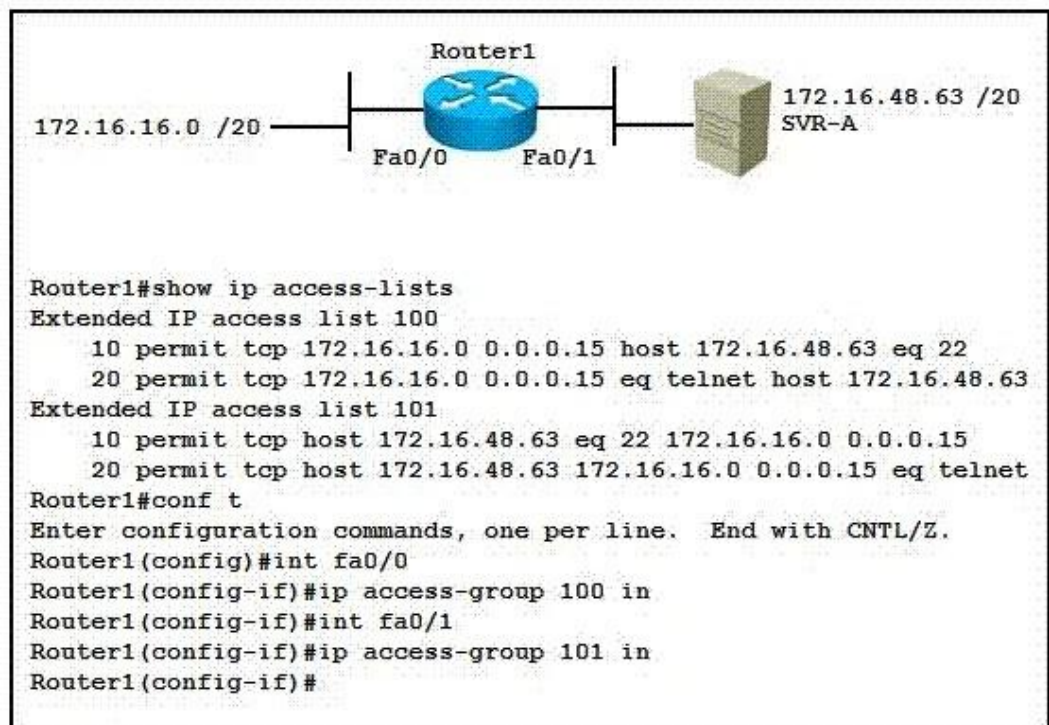 Router1
172.16.16.0 /20
172.16.48.63 /20
SVR-A
Fa0/0
Fa0/1
Router1#show ip access-lists
Extended IP access list 100
10 permit tcp 172.16.16.0 0.0.0.15 host 172.16.48.63 eq 22
20 permit tcp 172.16.16.0 0.0.0.15 eq telnet host 172.16.48.63
Extended IP access list 101
10 permit tcp host 172.16.48.63 eq 22 172.16.16.0 0.0.0.15
20 permit tcp host 172.16.48.63 172.16.16.0 0.0.0.15 eq telnet
Router1#conf t
Enter configuration commands, one per line.  End with CNTL/Z.
Router1(config)#int fa0/0
Router1(config-if)#ip access-group 100 in
Router1(config-if)#int fa0/1
Router1(config-if)#ip access-group 101 in
Router1(config-if)#